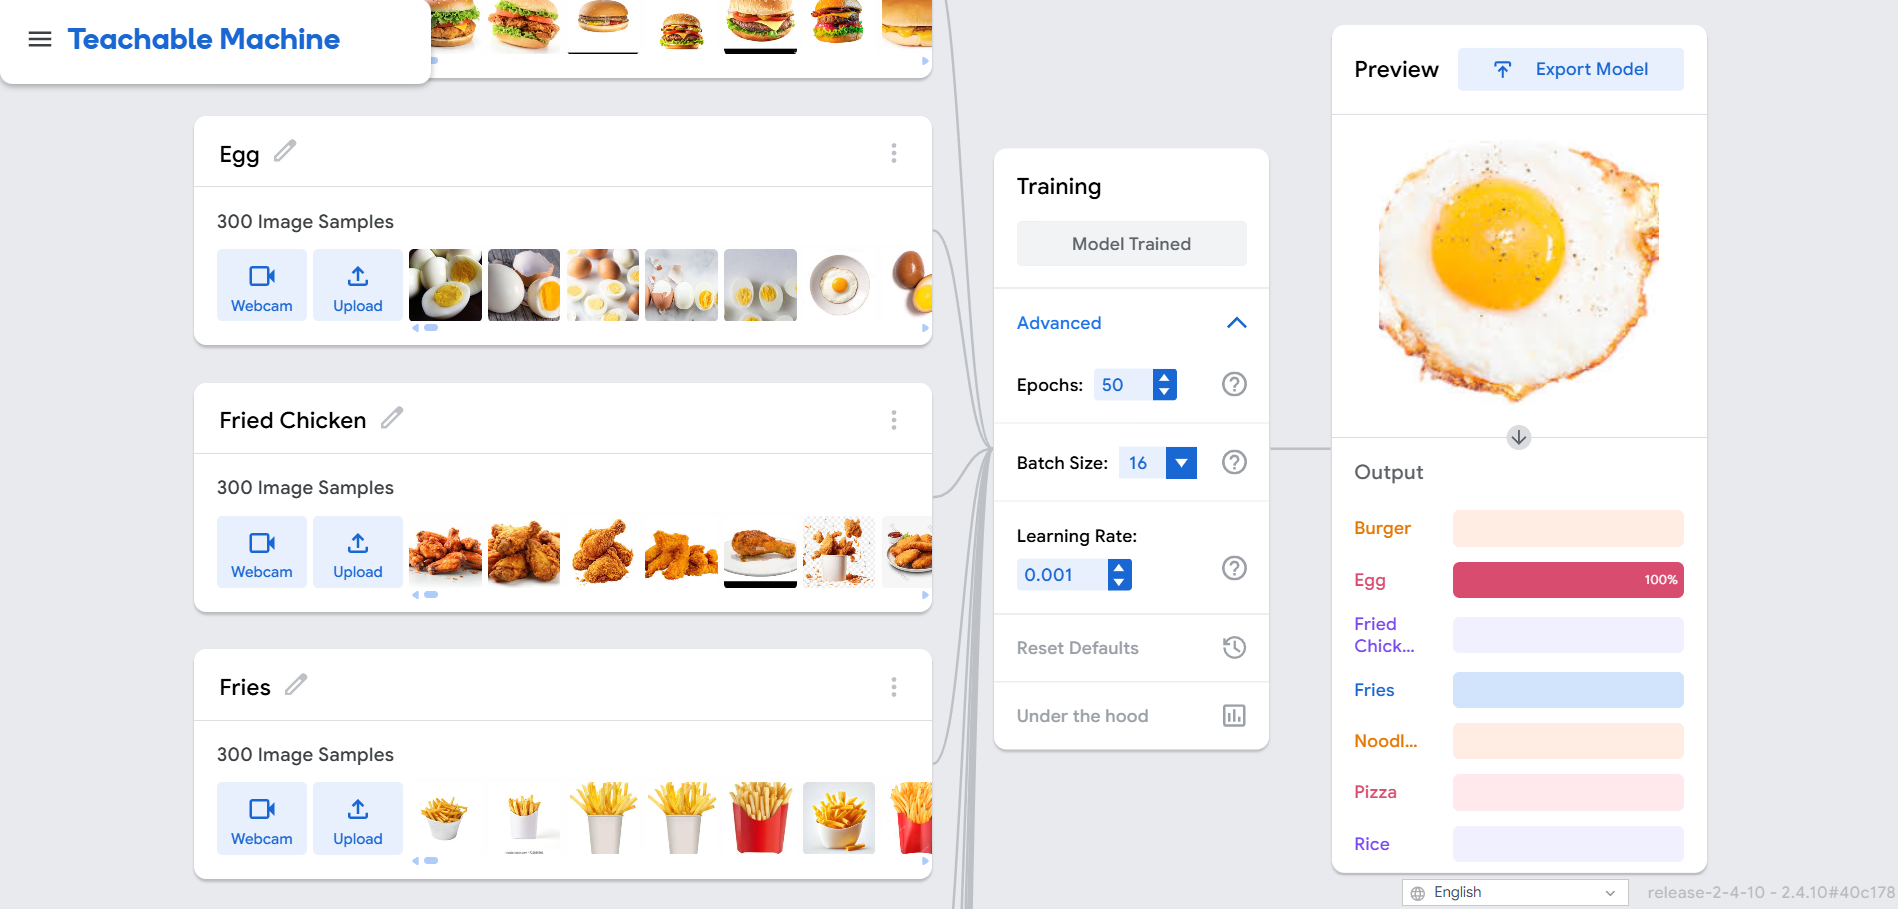 Teachable Machine
Egg
300 Image Samples
Webcam
Upload
Fried Chicken
300 Image Samples
Webcam
Upload
Fries
300 Image Samples
Webcam
Upload
Training
Model Trained
Advanced
Epochs: 50
Batch Size: 16
Learning Rate:
0.001
Reset Defaults
Under the hood
Preview
Export Model
Output
Burger
Egg 100%
Fried
Chick...
Fries
Noodl...
Pizza
Rice
English
release-2-4-10 - 2.4.10#40c178